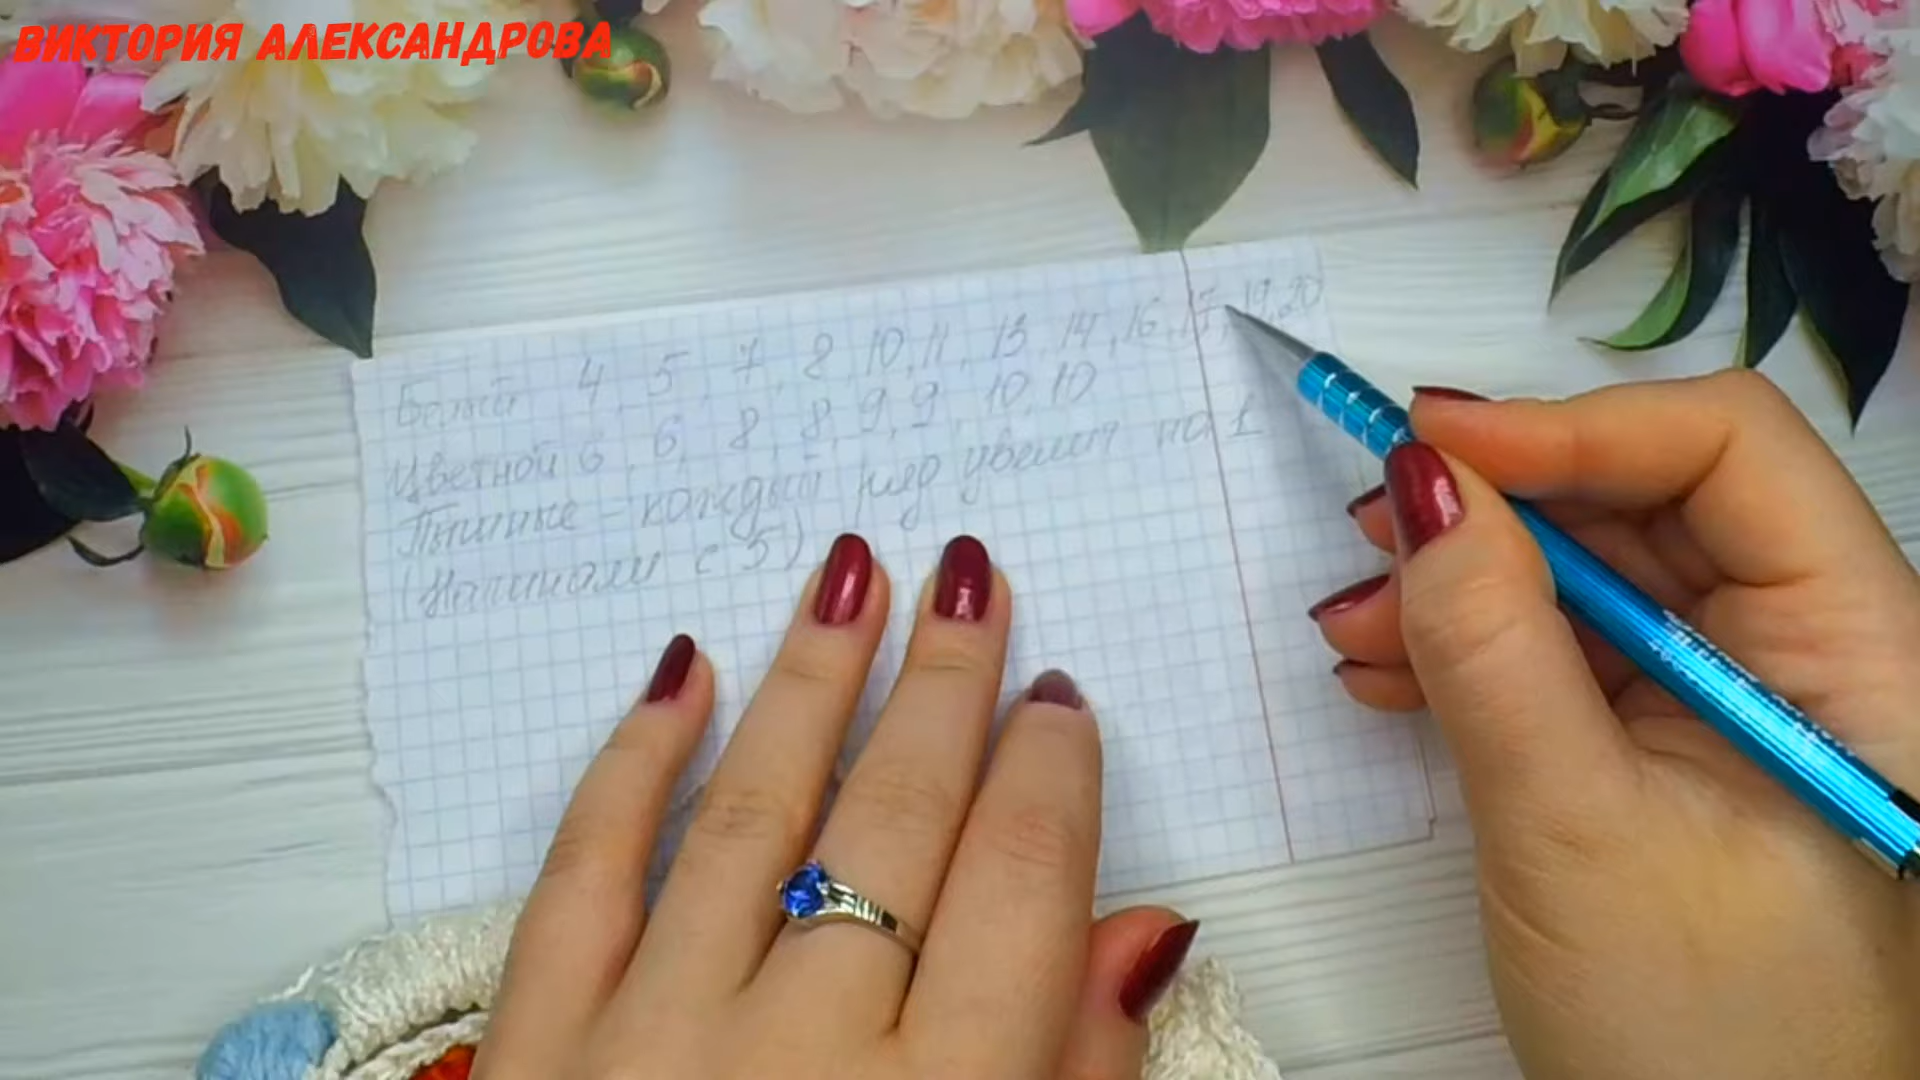 ВИКТОРИЯ АЛЕКСАНДРОВА
Белый 4, 5, 7, 8, 10, 11, 13, 14, 16, 17, 19, 20
Цветной 6, 6, 8, 8, 9, 9, 10, 10
Пышные - каждый ряд увелич на 1
(Начинали с 5)